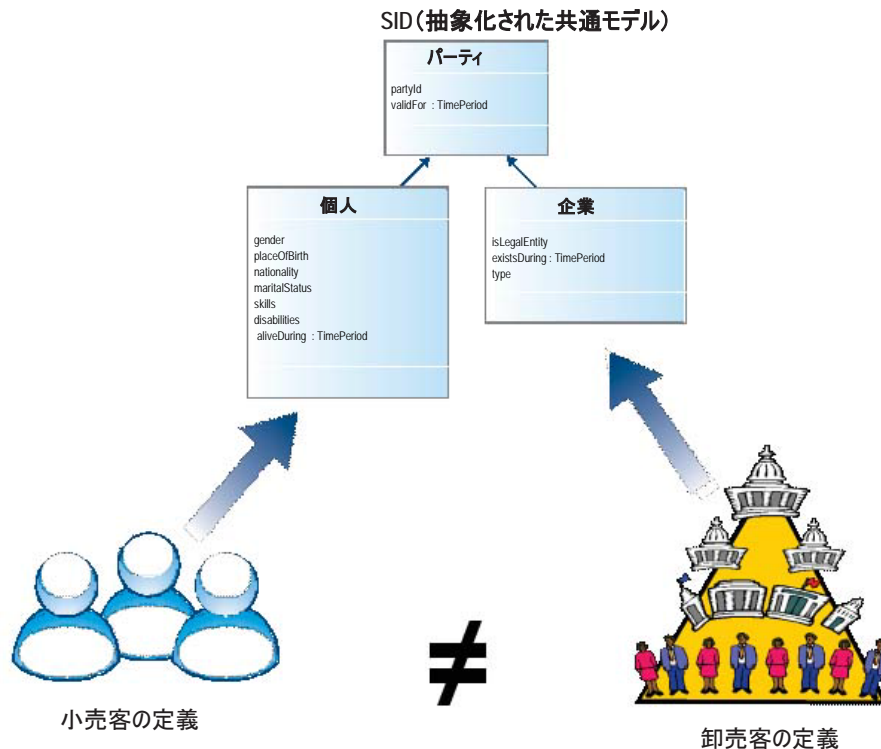 SID(抽象化された共通モデル)
パーティ
partyId
validFor : TimePeriod
個人
gender
placeOfBirth
nationality
maritalStatus
skills
disabilities
aliveDuring : TimePeriod
企業
isLegalEntity
existsDuring : TimePeriod
type
≠
小売客の定義
卸売客の定義